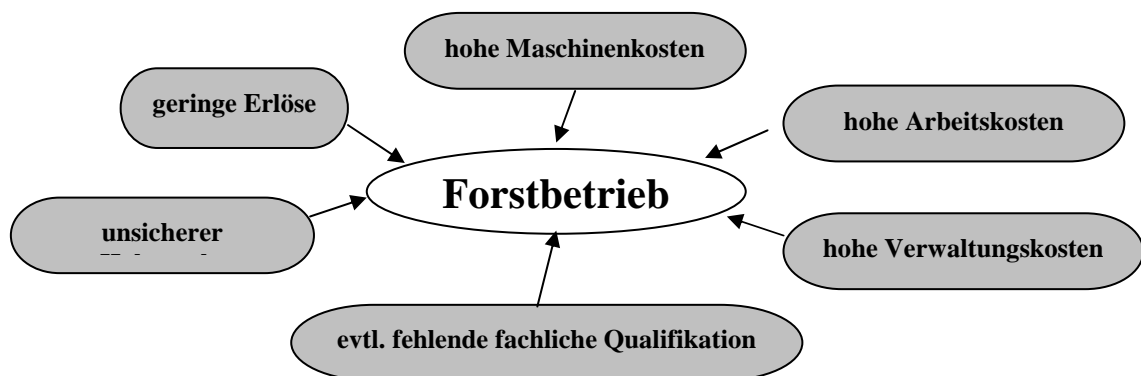 hohe Maschinenkosten
geringe Erlöse
hohe Arbeitskosten
Forstbetrieb
unsicherer
hohe Verwaltungskosten
evtl. fehlende fachliche Qualifikation